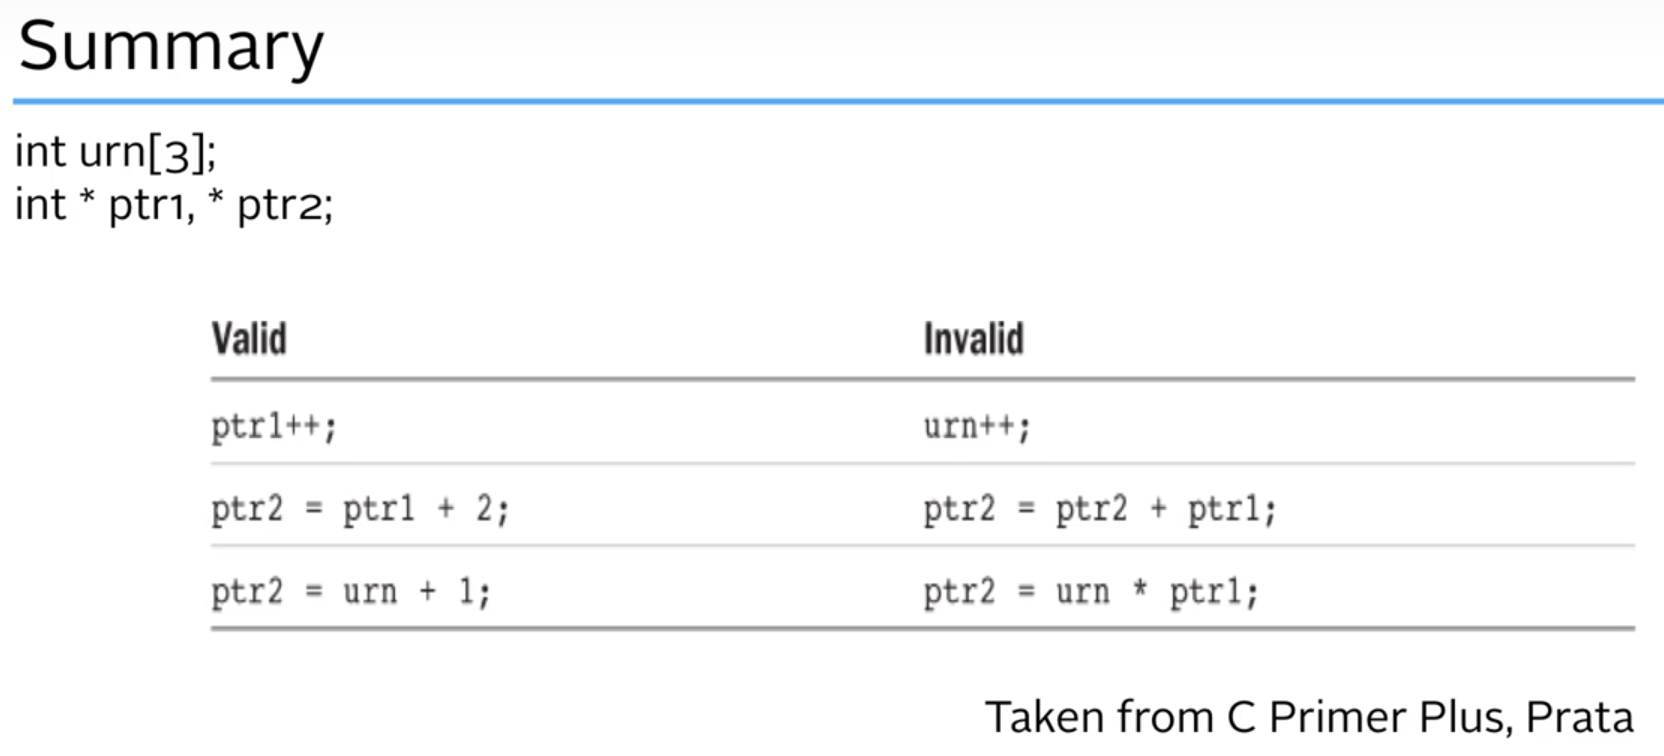 Summary
int urn[3];
int * ptr1, * ptr2;
Valid Invalid
ptr1++; urn++;
ptr2 = ptr1 + 2; ptr2 = ptr2 + ptr1;
ptr2 = urn + 1; ptr2 = urn * ptr1;
Taken from C Primer Plus, Prata